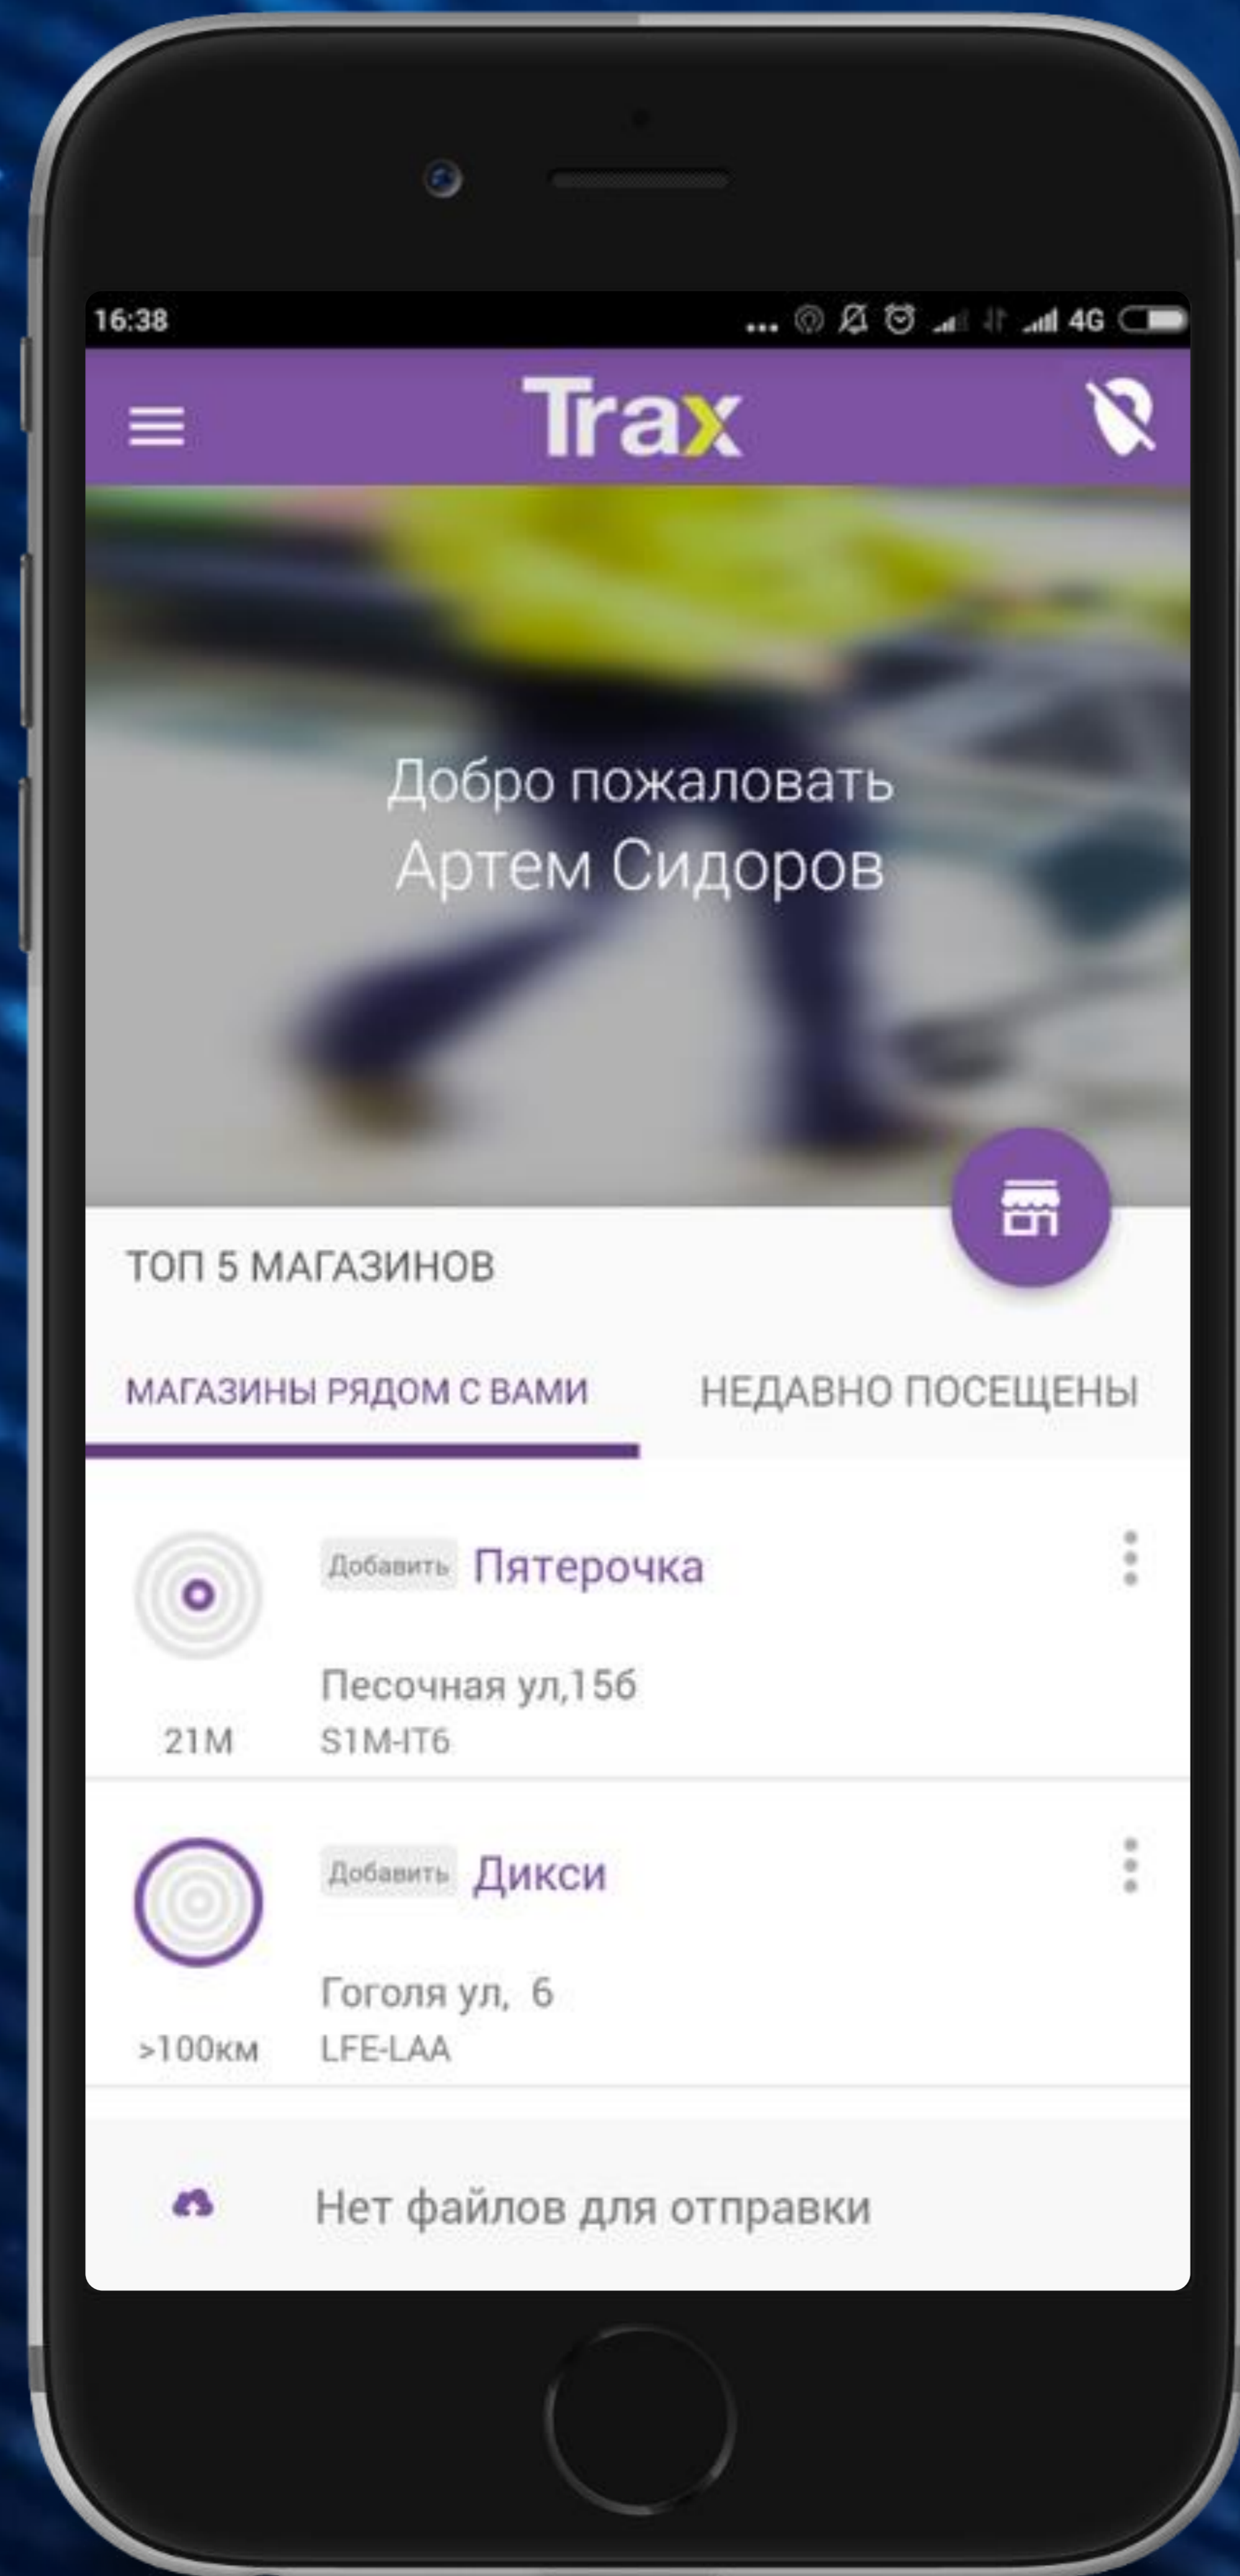 16:38
4G
Trax
Добро пожаловать
Артем Сидоров
ТОП 5 МАГАЗИНОВ
МАГАЗИНЫ РЯДОМ С ВАМИ
НЕДАВНО ПОСЕЩЕНЫ
Добавить Пятерочка
Песочная ул,15б
21М S1M-IT6
Добавить Дикси
Гоголя ул,  6
>100км LFE-LAA
Нет файлов для отправки